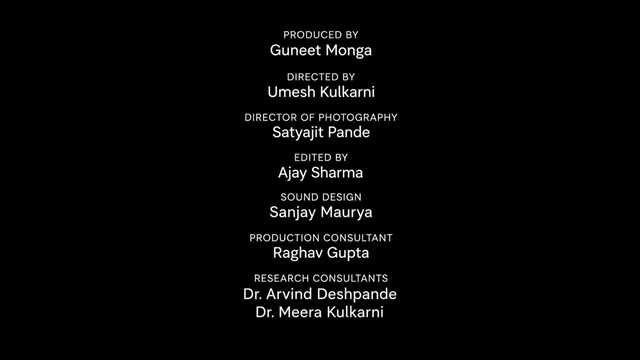 PRODUCED BY
Guneet Monga
DIRECTED BY
Umesh Kulkarni
DIRECTOR OF PHOTOGRAPHY
Satyajit Pande
EDITED BY
Ajay Sharma
SOUND DESIGN
Sanjay Maurya
PRODUCTION CONSULTANT
Raghav Gupta
RESEARCH CONSULTANTS
Dr. Arvind Deshpande
Dr. Meera Kulkarni